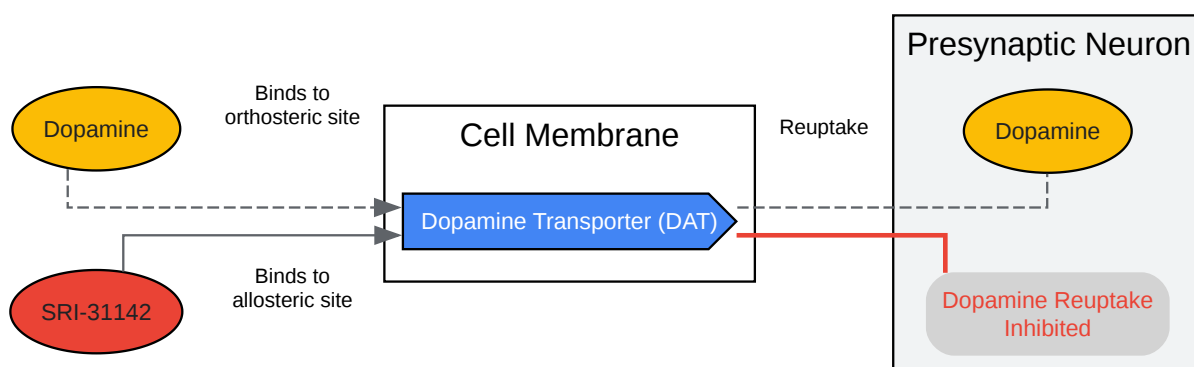 Presynaptic Neuron
Binds to
orthosteric site
Dopamine
Cell Membrane
Reuptake
Dopamine
Dopamine Transporter (DAT)
Binds to
allosteric site
SRI-31142
Dopamine Reuptake
Inhibited